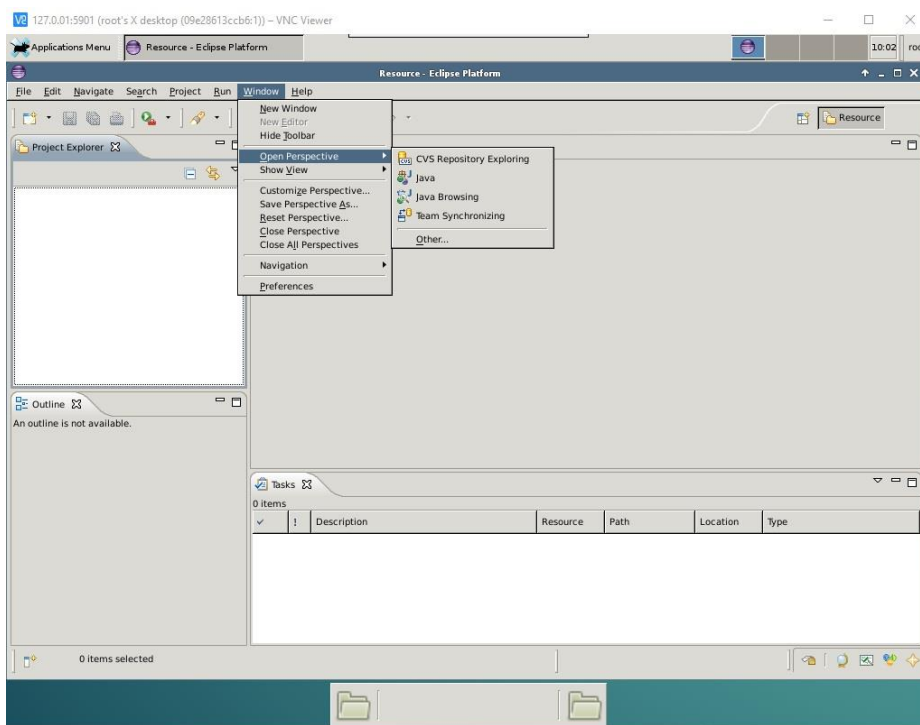 127.0.01:5901 (root's X desktop (09e28613ccb6:1)) – VNC Viewer
Applications Menu Resource - Eclipse Platform 10:02
Resource - Eclipse Platform
File Edit Navigate Search Project Run Window Help
New Window
New Editor
Hide Toolbar
Resource
Project Explorer
Open Perspective
Show View
Customize Perspective...
Save Perspective As...
Reset Perspective...
Close Perspective
Close All Perspectives
Navigation
Preferences
CVS Repository Exploring
Java
Java Browsing
Team Synchronizing
Other...
Outline
An outline is not available.
Tasks
0 items
! Description Resource Path Location Type
0 items selected